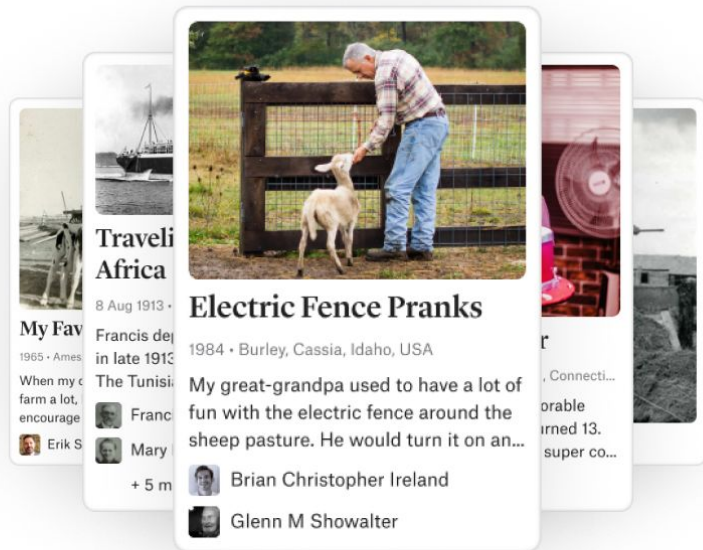 My Fav
1965 • Ames
When my
farm a lot,
encourage
Erik S
Traveli
Africa
8 Aug 1913 •
Francis dep
in late 1913
The Tunisi
Franc
Mary
+ 5 m
Electric Fence Pranks
1984 • Burley, Cassia, Idaho, USA
My great-grandpa used to have a lot of
fun with the electric fence around the
sheep pasture. He would turn it on an...
Brian Christopher Ireland
Glenn M Showalter
r
, Connecti...
orable
urned 13.
super co...